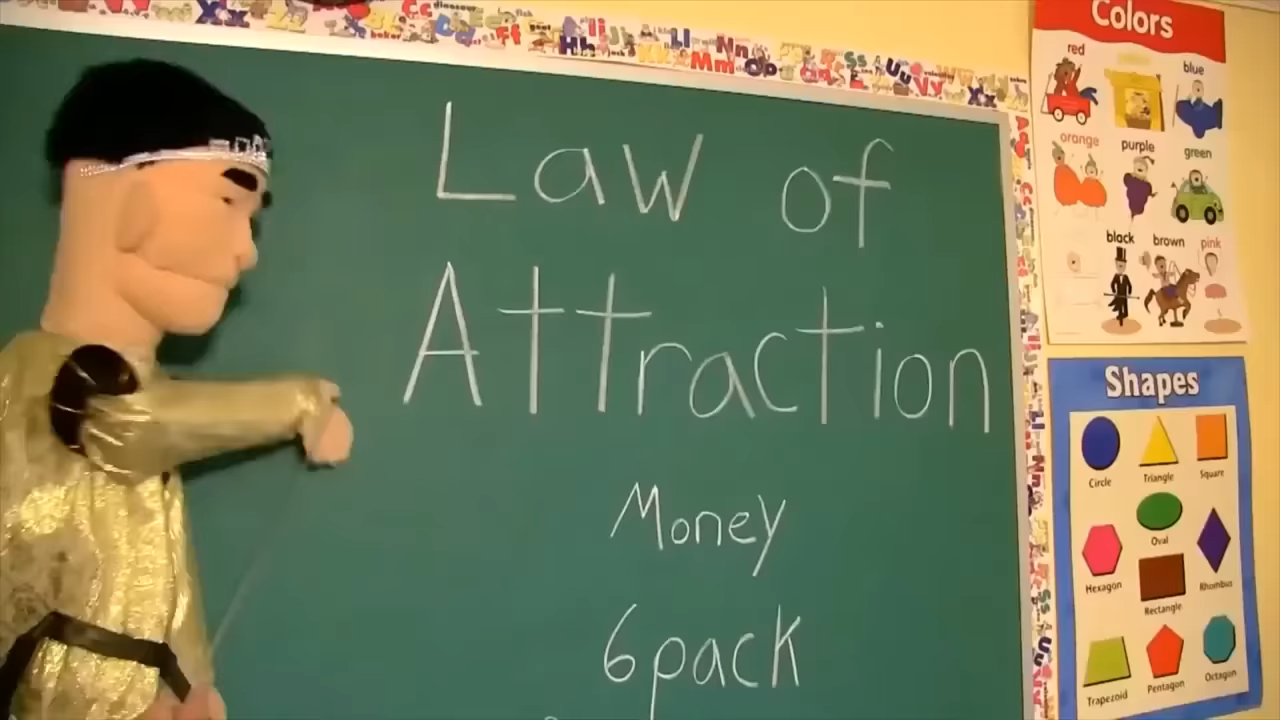 Law of
Attraction
Money
6pack
Colors
red
blue
orange
purple
green
black
brown
pink
Shapes
Circle
Triangle
Square
Oval
Hexagon
Rhombus
Rectangle
Trapezoid
Pentagon
Octagon